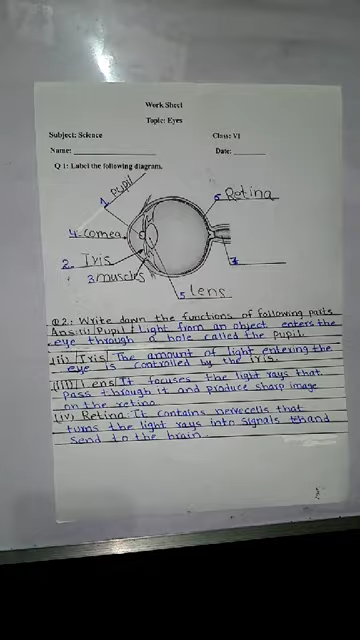 Work Sheet
Topic: Eyes
Subject: Science Class: VI
Name: Date:
Q 1: Label the following diagram.
1. Pupil
6 Retina
4. cornea
2. Iris
7.
3 muscles
5 Lens
Q2: Write down the functions of following parts
Ans: (i) Pupil: Light from an object enters the
eye through a hole called the pupil.
(ii) Iris: The amount of light entering the
eye is controlled by the iris.
(iii) Lens: It focuses the light rays that
pass through it and produce sharp image
on the retina.
(iv) Retina: It contains nerve cells that
turns the light rays into signals and
send to the brain.